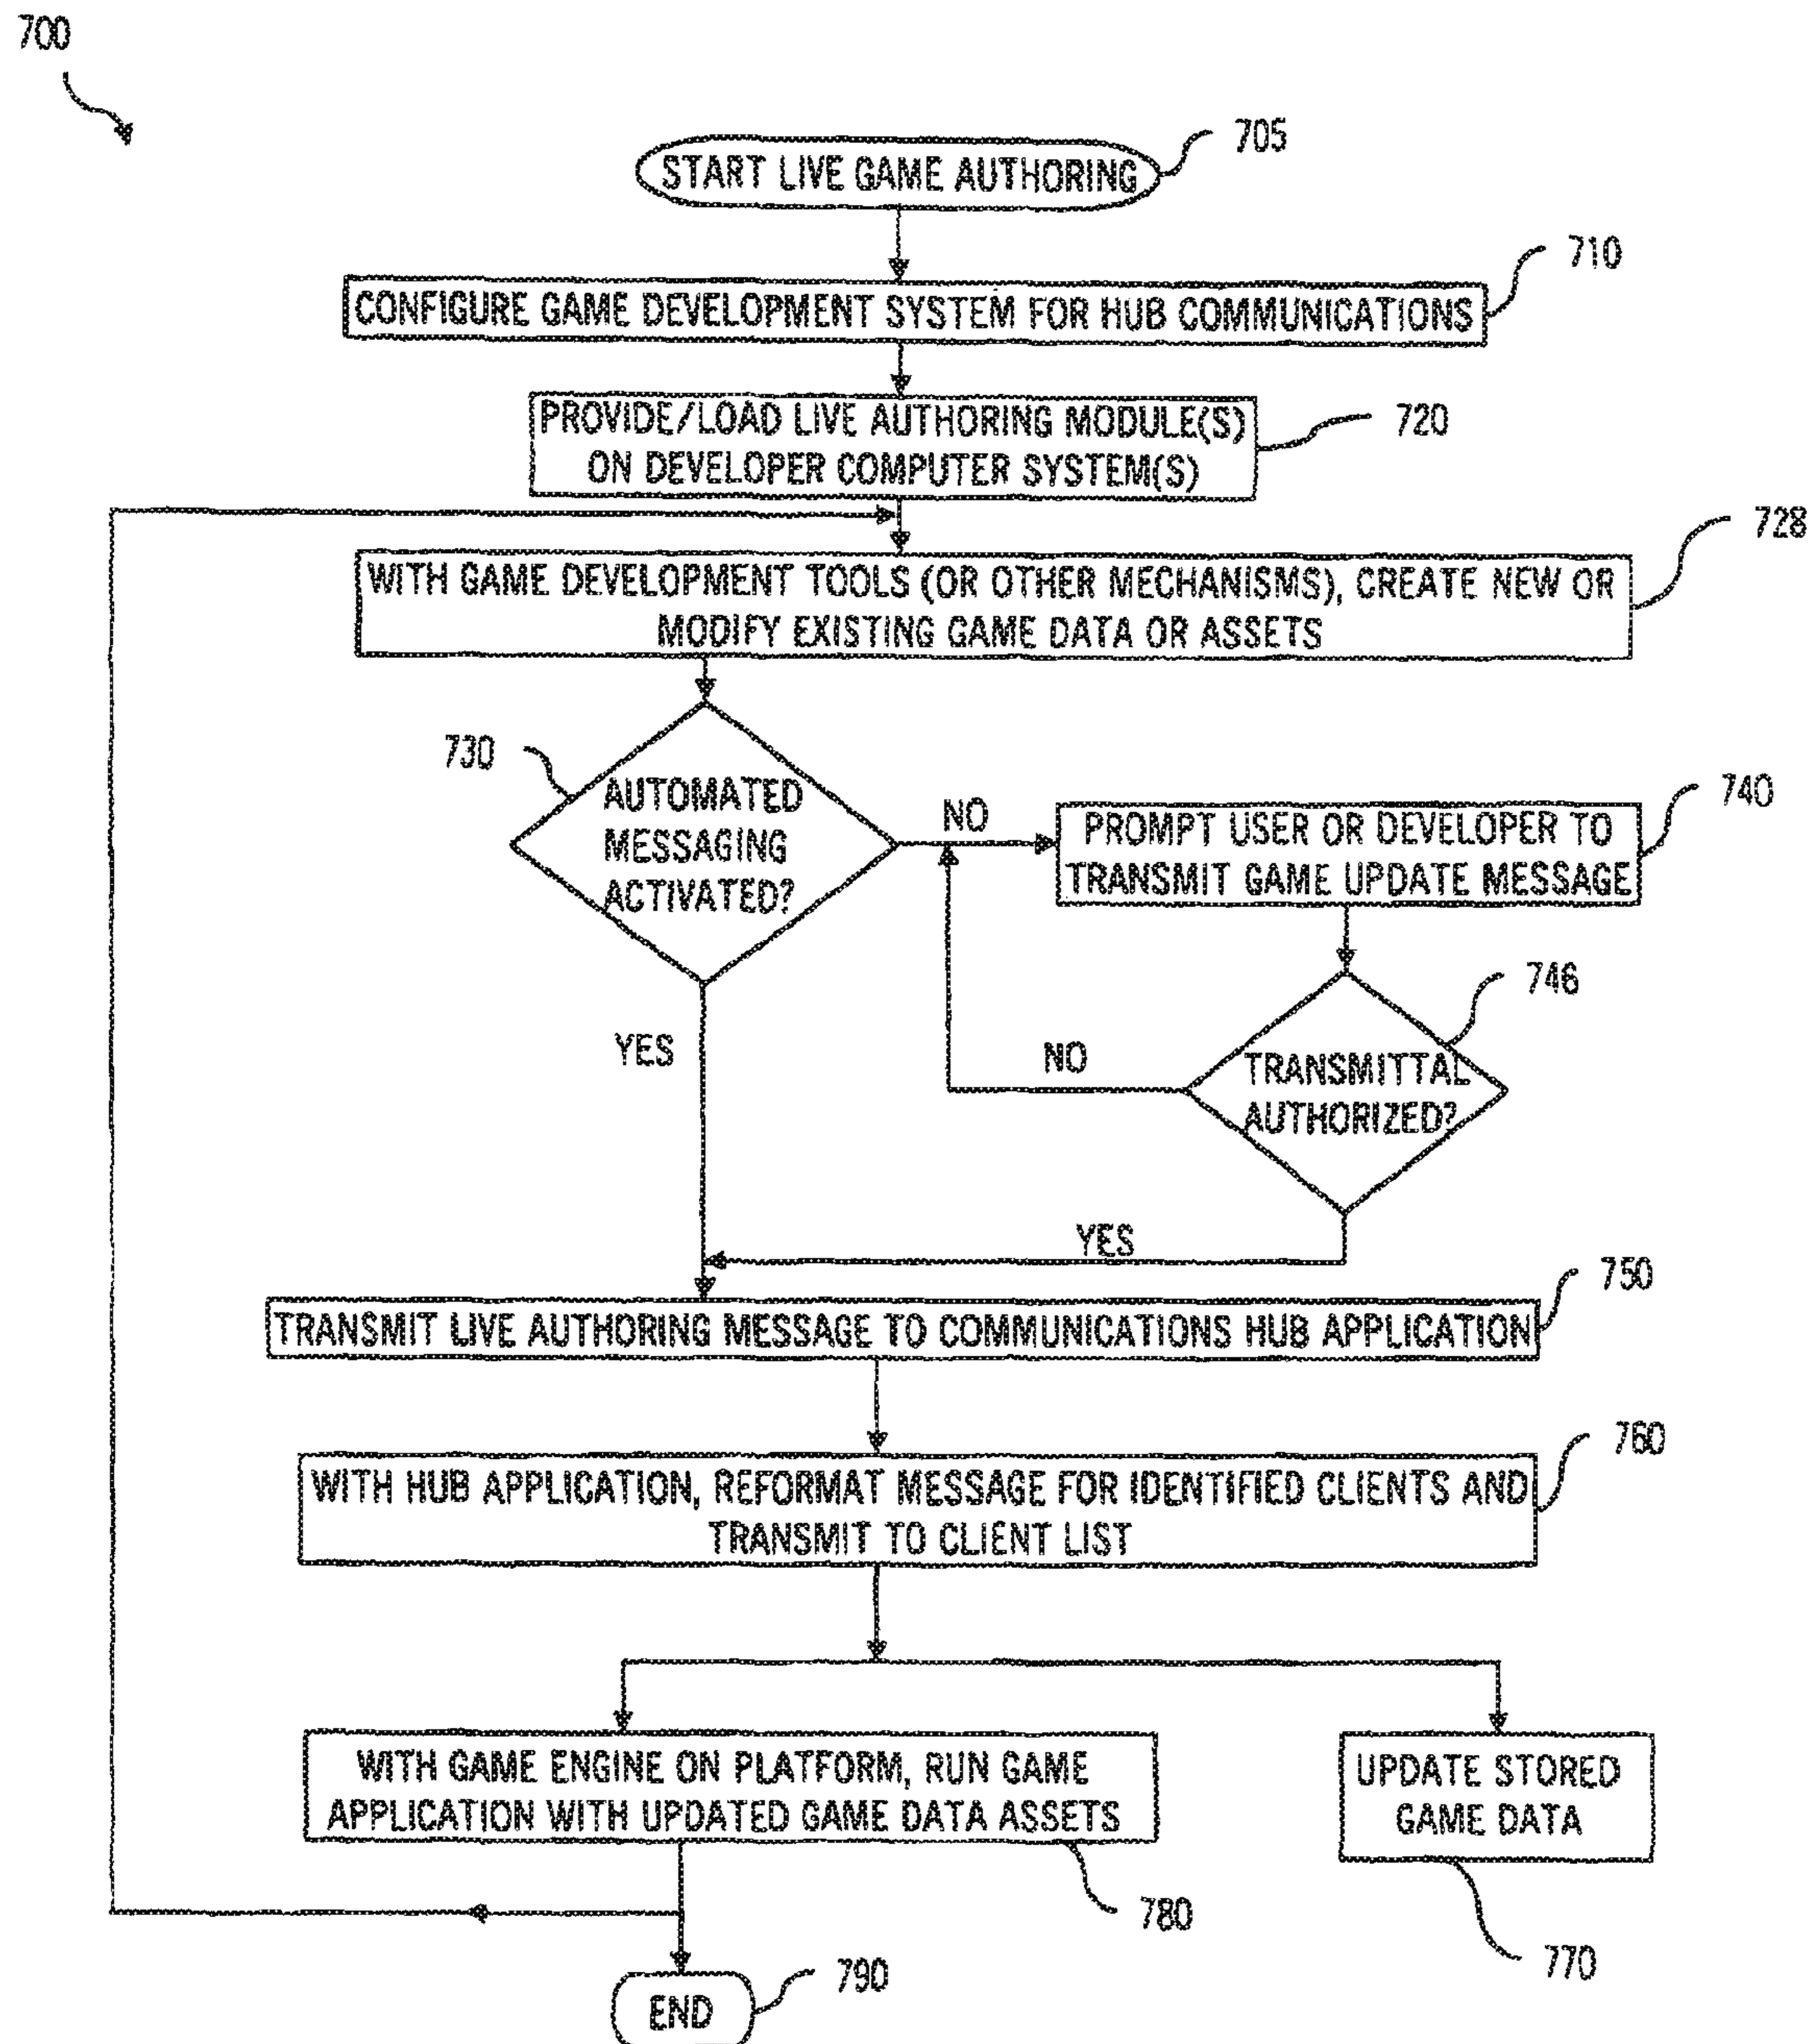 700
START LIVE GAME AUTHORING
705
CONFIGURE GAME DEVELOPMENT SYSTEM FOR HUB COMMUNICATIONS
710
PROVIDE/LOAD LIVE AUTHORING MODULE(S)
ON DEVELOPER COMPUTER SYSTEM(S)
720
WITH GAME DEVELOPMENT TOOLS (OR OTHER MECHANISMS), CREATE NEW OR
MODIFY EXISTING GAME DATA OR ASSETS
728
730
AUTOMATED
MESSAGING
ACTIVATED?
NO
PROMPT USER OR DEVELOPER TO
TRANSMIT GAME UPDATE MESSAGE
740
746
TRANSMITTAL
AUTHORIZED?
NO
YES
YES
750
TRANSMIT LIVE AUTHORING MESSAGE TO COMMUNICATIONS HUB APPLICATION
760
WITH HUB APPLICATION, REFORMAT MESSAGE FOR IDENTIFIED CLIENTS AND
TRANSMIT TO CLIENT LIST
WITH GAME ENGINE ON PLATFORM, RUN GAME
APPLICATION WITH UPDATED GAME DATA ASSETS
780
UPDATE STORED
GAME DATA
770
END
790